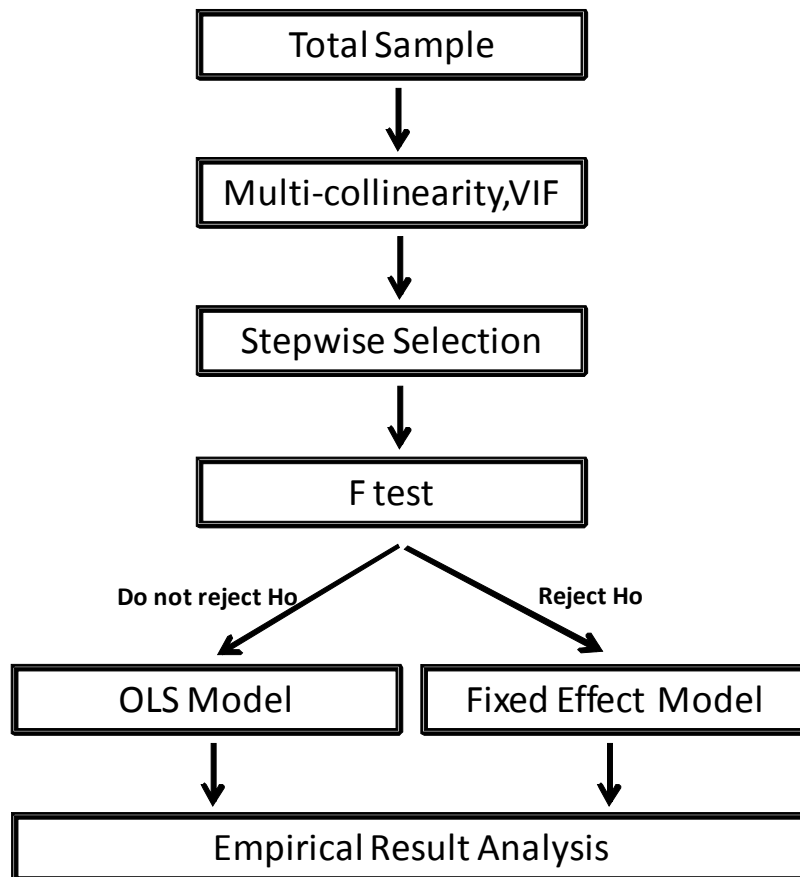 Total Sample
Multi-collinearity,VIF
Stepwise Selection
F test
Do not reject Ho
Reject Ho
OLS Model
Fixed Effect Model
Empirical Result Analysis